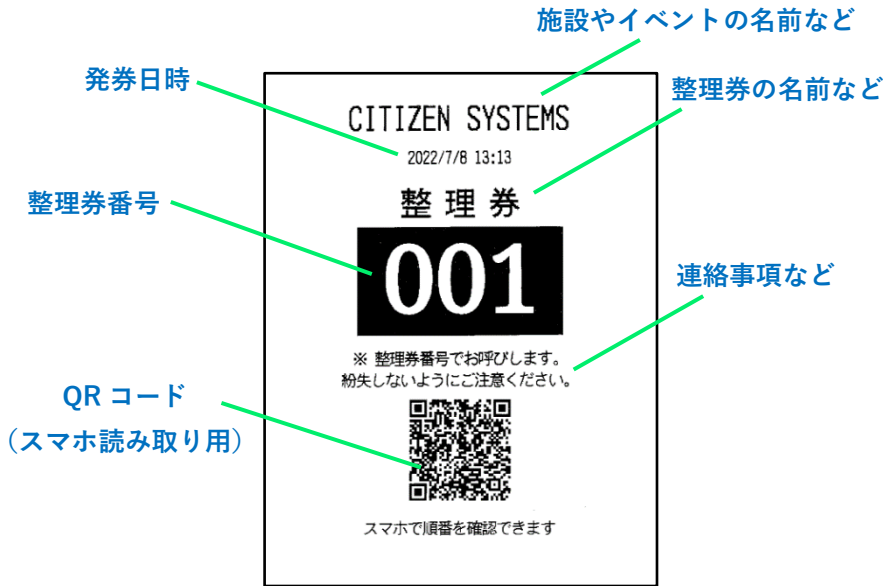 施設やイベントの名前など
発券日時
整理券の名前など
CITIZEN SYSTEMS
2022/7/8 13:13
整理券
整理券番号
001
連絡事項など
※ 整理券番号でお呼びします。
紛失しないようにご注意ください。
QR コード
（スマホ読み取り用）
スマホで順番を確認できます